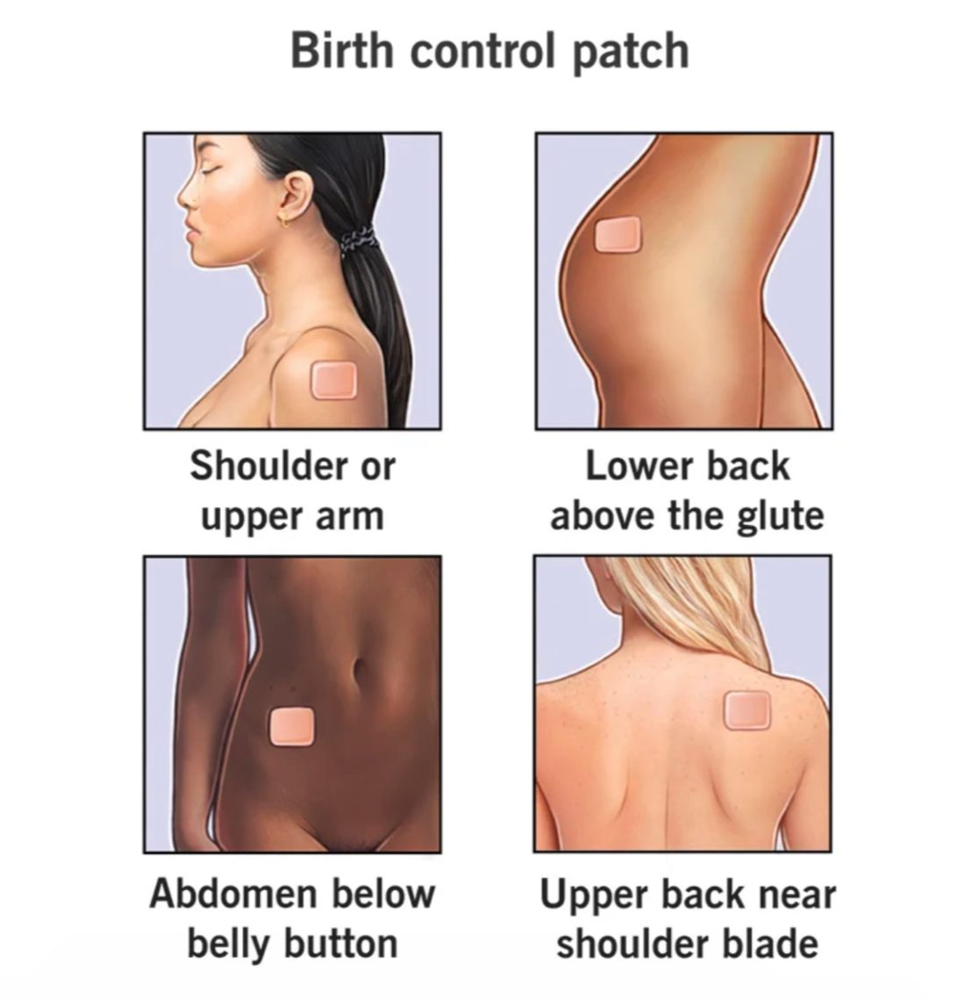 Birth control patch
Shoulder or
upper arm
Lower back
above the glute
Abdomen below
belly button
Upper back near
shoulder blade